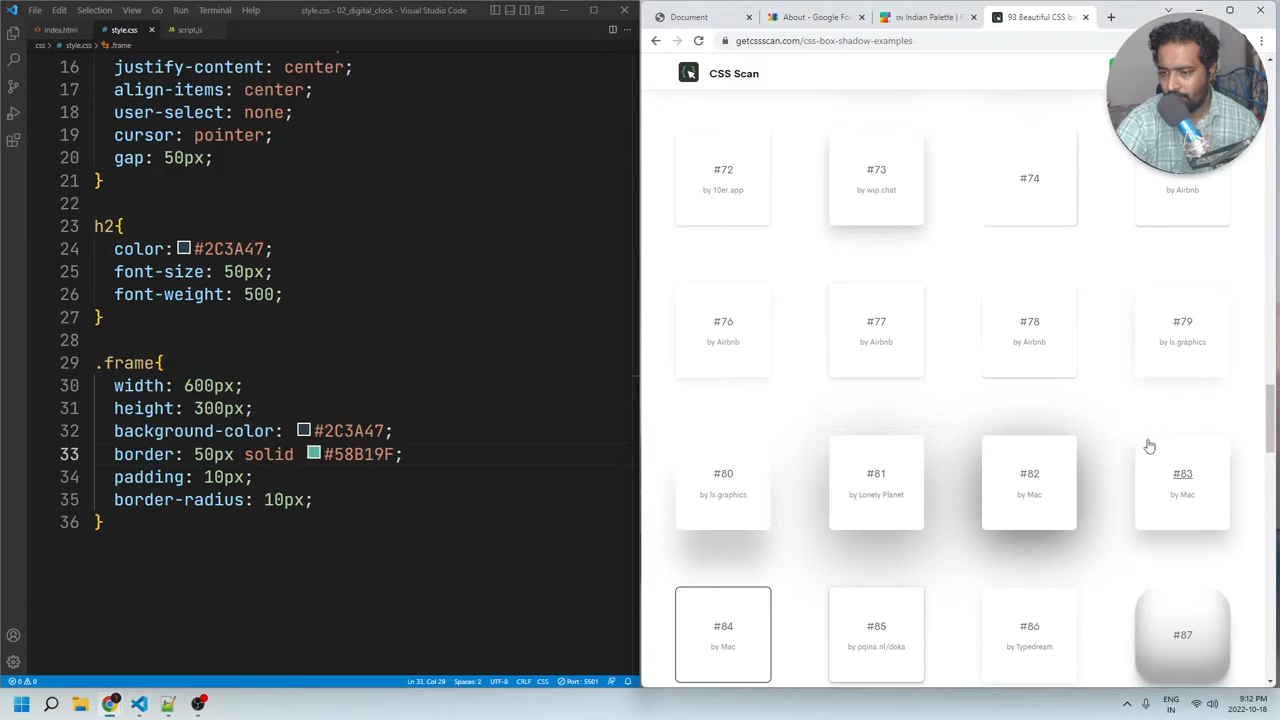 File Edit Selection View Go Run Terminal Help style.css - 02_digital_clock - Visual Studio Code
index.html style.css script.js
css > style.css > .frame
16 justify-content: center;
17 align-items: center;
18 user-select: none;
19 cursor: pointer;
20 gap: 50px;
21 }
22
23 h2{
24 color: #2C3A47;
25 font-size: 50px;
26 font-weight: 500;
27 }
28
29 .frame{
30 width: 600px;
31 height: 300px;
32 background-color: #2C3A47;
33 border: 50px solid #58B19F;
34 padding: 10px;
35 border-radius: 10px;
36 }
0 0 Ln 33, Col 29 Spaces: 2 UTF-8 CRLF CSS Port : 5501
Document About - Google Fon IN Indian Palette | F 93 Beautiful CSS bo
getcssscan.com/css-box-shadow-examples
CSS Scan
#72 #73 #74
by 10er.app by wip.chat by Airbnb
#76 #77 #78 #79
by Airbnb by Airbnb by Airbnb by ls.graphics
#80 #81 #82 #83
by ls.graphics by Lonely Planet by Mac by Mac
#84 #85 #86 #87
by Mac by pqina.nl/doka by Typedream
ENG
IN
9:12 PM
2022-10-18